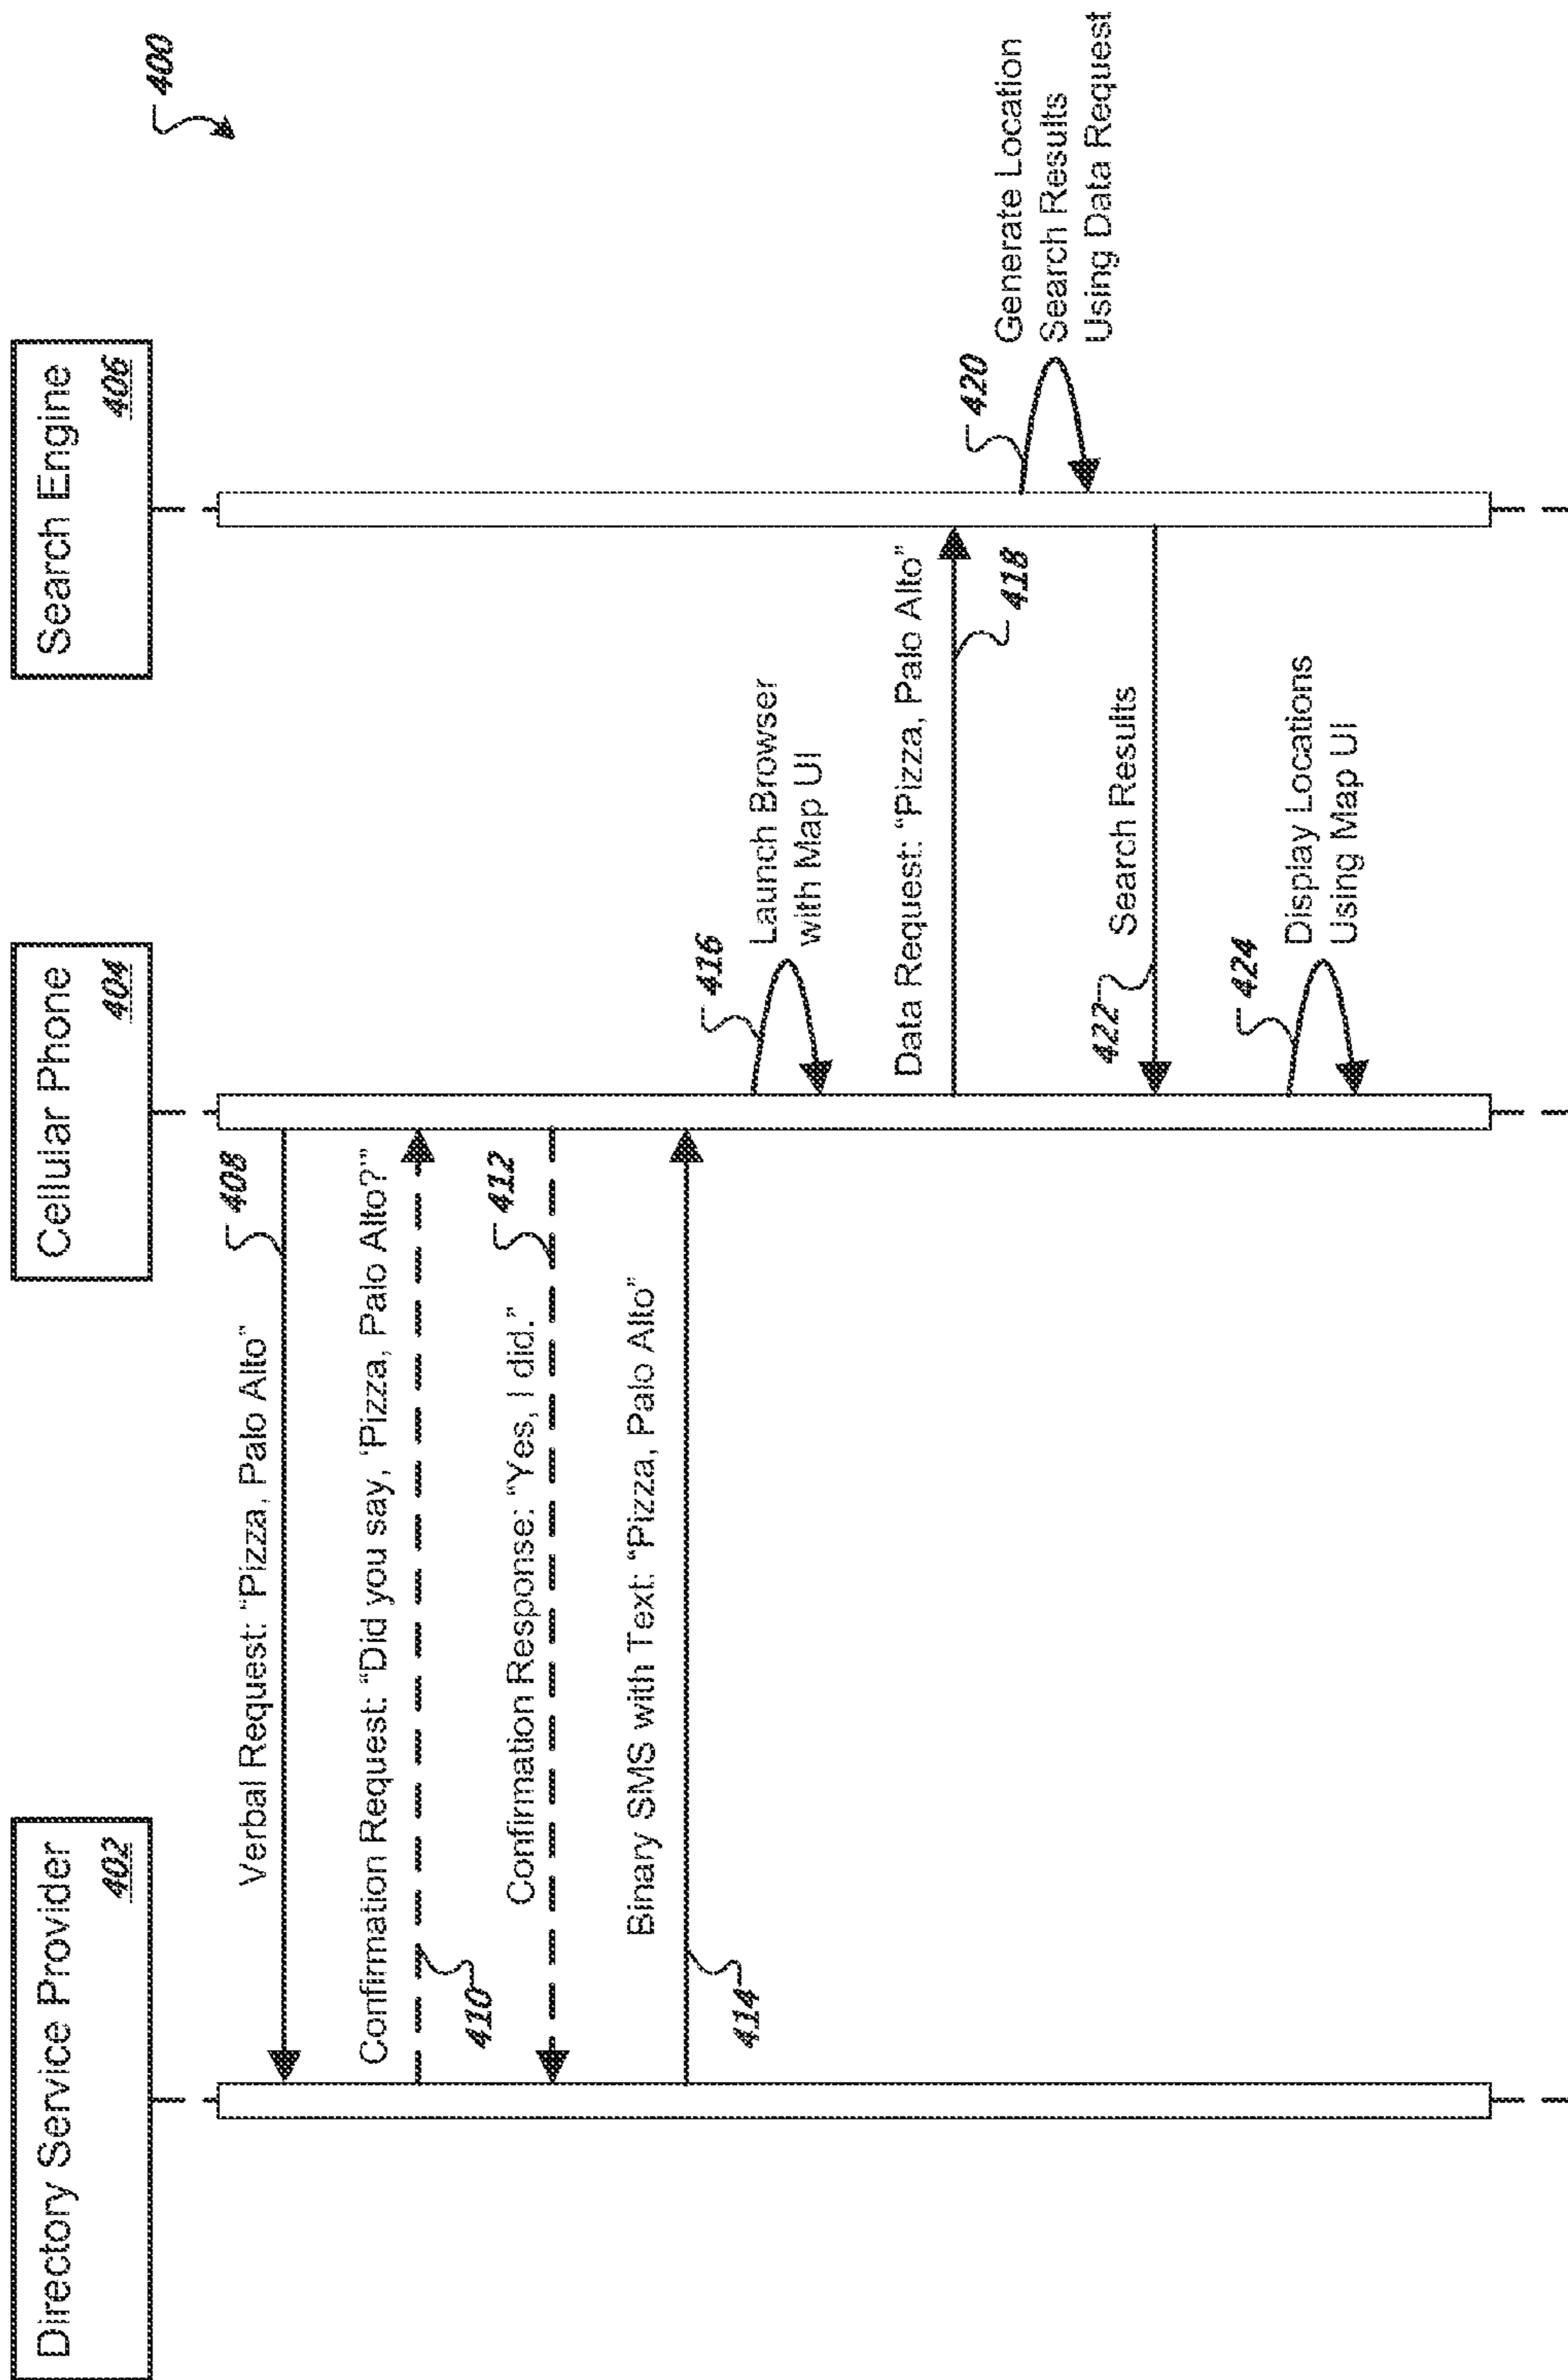 400
Directory Service Provider
402
Cellular Phone
404
Search Engine
406
Verbal Request: “Pizza, Palo Alto”
408
Confirmation Request: “Did you say, ‘Pizza, Palo Alto?’”
410
Confirmation Response: “Yes, I did.”
412
Binary SMS with Text: “Pizza, Palo Alto”
414
416
Launch Browser
with Map UI
Data Request: “Pizza, Palo Alto”
418
420
Generate Location
Search Results
Using Data Request
Search Results
422
424
Display Locations
Using Map UI